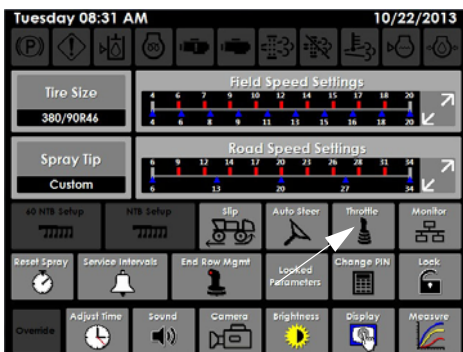 Tuesday 08:31 AM 10/22/2013
Tire Size
380/90R46
Field Speed Settings
4 6 7 9 10 12 14 15 17 18 20
4 6 8 9 11 13 15 16 18 20
Spray Tip
Custom
Road Speed Settings
6 9 12 14 17 20 23 26 28 31 34
6 13 20 27 34
60 NTB Setup NTB Setup Slip Auto Steer Throttle Monitor
Reset Spray Service Intervals End Row Mgmt Locked Parameters Change PIN Lock
Override Adjust Time Sound Camera Brightness Display Measure